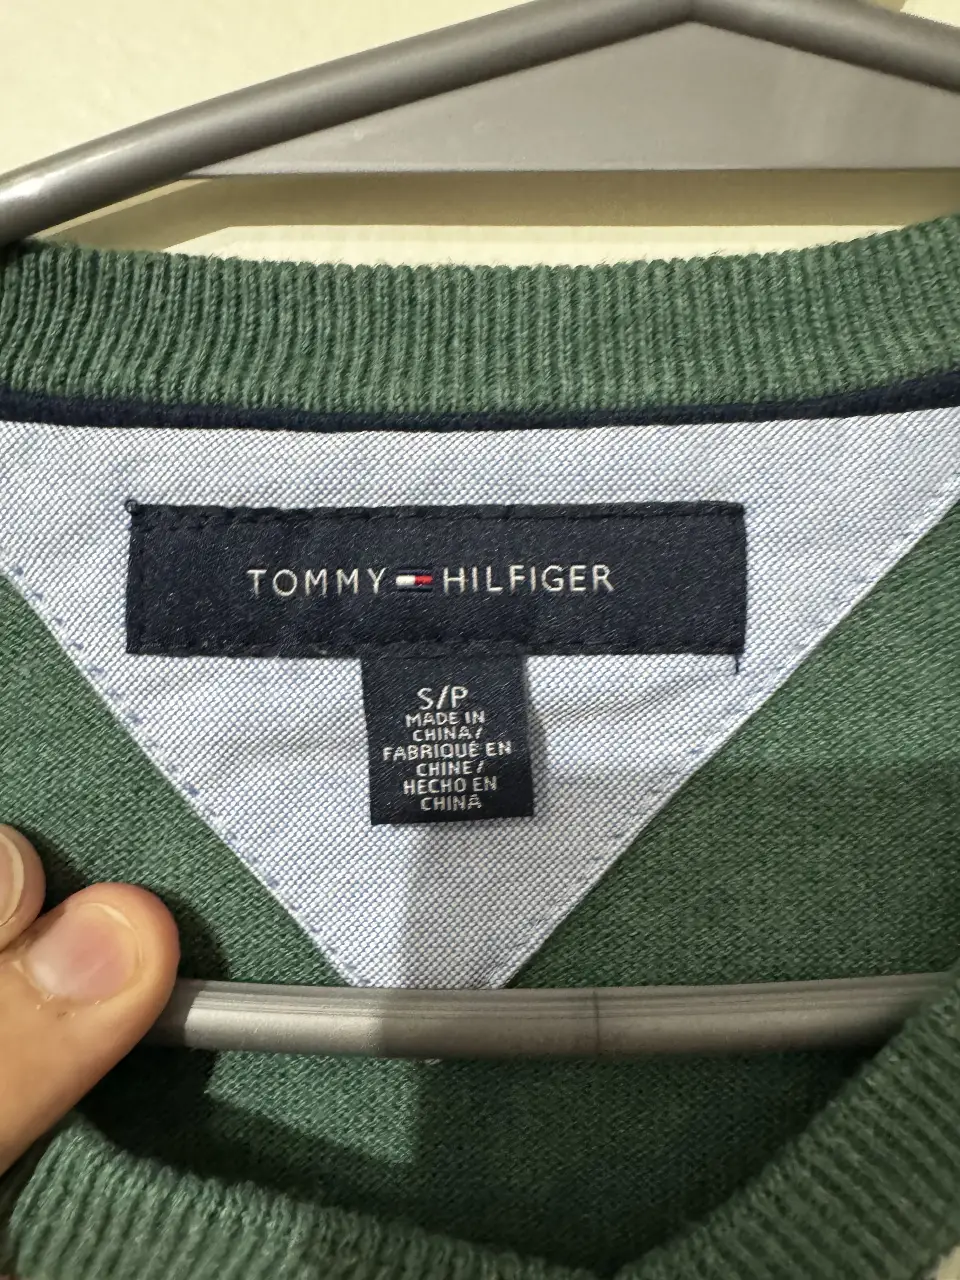 TOMMY HILFIGER
S/P
MADE IN
CHINA/
FABRIQUÉ EN
CHINE/
HECHO EN
CHINA